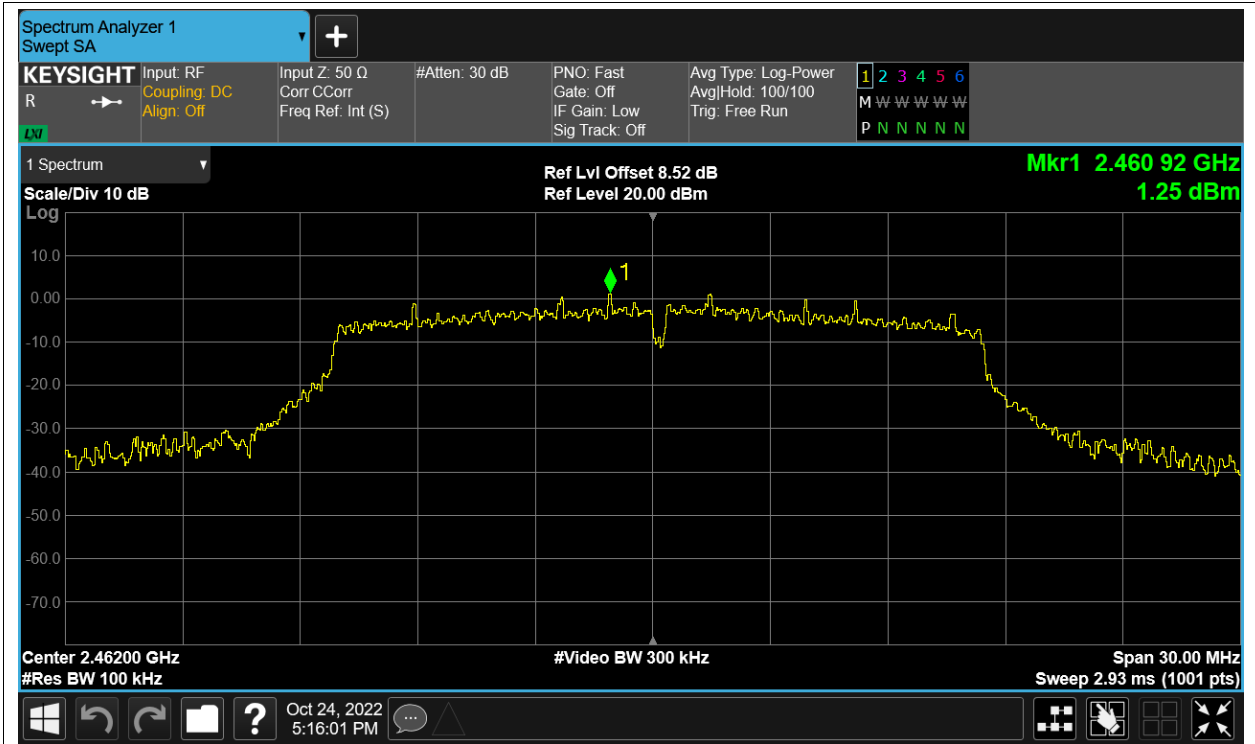 Spectrum Analyzer 1
Swept SA
KEYSIGHT
R
LXI
Input: RF
Coupling: DC
Align: Off
Input Z: 50 Ω
Corr CCorr
Freq Ref: Int (S)
#Atten: 30 dB
PNO: Fast
Gate: Off
IF Gain: Low
Sig Track: Off
Avg Type: Log-Power
Avg|Hold: 100/100
Trig: Free Run
1 2 3 4 5 6
M W W W W W
P N N N N N
1 Spectrum
Scale/Div 10 dB
Log
Ref Lvl Offset 8.52 dB
Ref Level 20.00 dBm
Mkr1 2.460 92 GHz
1.25 dBm
1
10.0
0.00
-10.0
-20.0
-30.0
-40.0
-50.0
-60.0
-70.0
Center 2.46200 GHz
#Res BW 100 kHz
#Video BW 300 kHz
Span 30.00 MHz
Sweep 2.93 ms (1001 pts)
?
Oct 24, 2022
5:16:01 PM